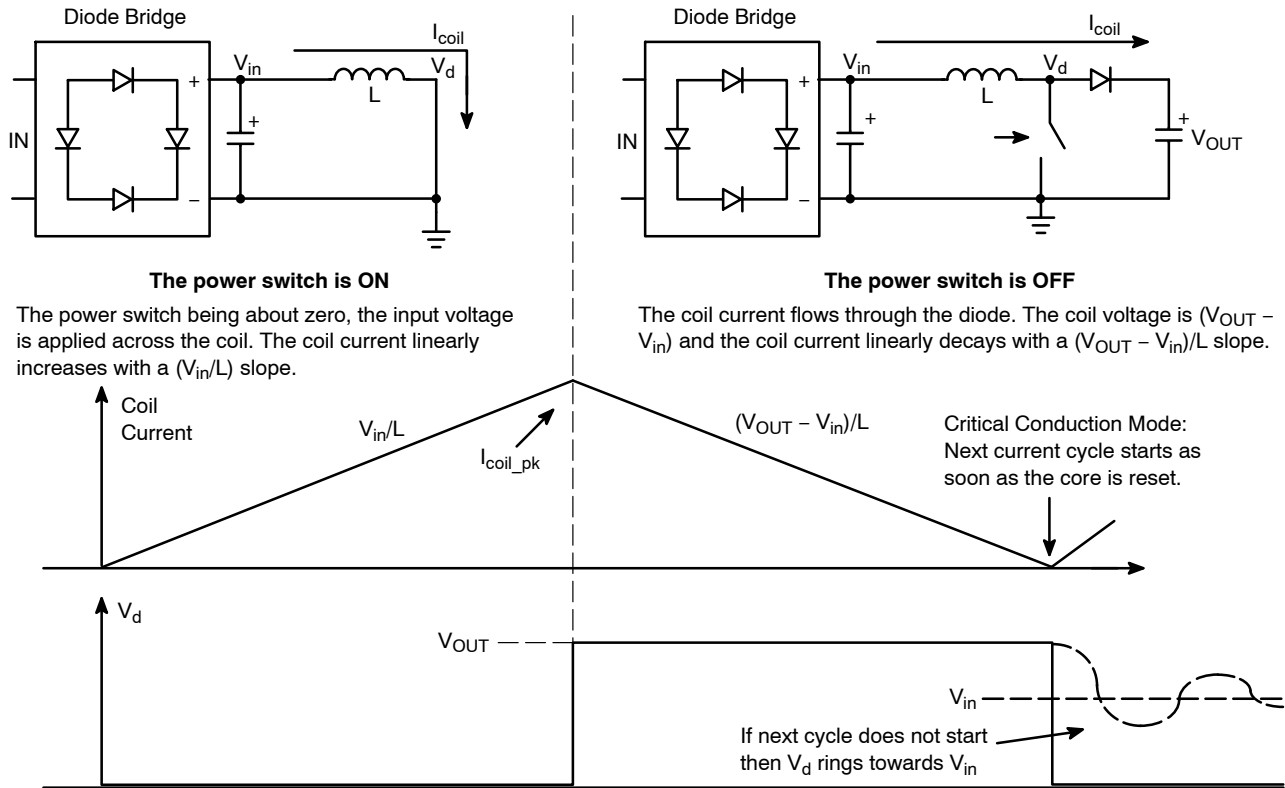 Diode Bridge
I_coil
V_in
V_d
+
L
+
IN
−
The power switch is ON
The power switch being about zero, the input voltage
is applied across the coil. The coil current linearly
increases with a (V_in/L) slope.
Diode Bridge
I_coil
V_in
V_d
+
L
+
+
IN
V_OUT
−
The power switch is OFF
The coil current flows through the diode. The coil voltage is (V_OUT −
V_in) and the coil current linearly decays with a (V_OUT − V_in)/L slope.
Coil
Current
V_in/L
I_coil_pk
(V_OUT − V_in)/L
Critical Conduction Mode:
Next current cycle starts as
soon as the core is reset.
V_d
V_OUT
V_in
If next cycle does not start
then V_d rings towards V_in